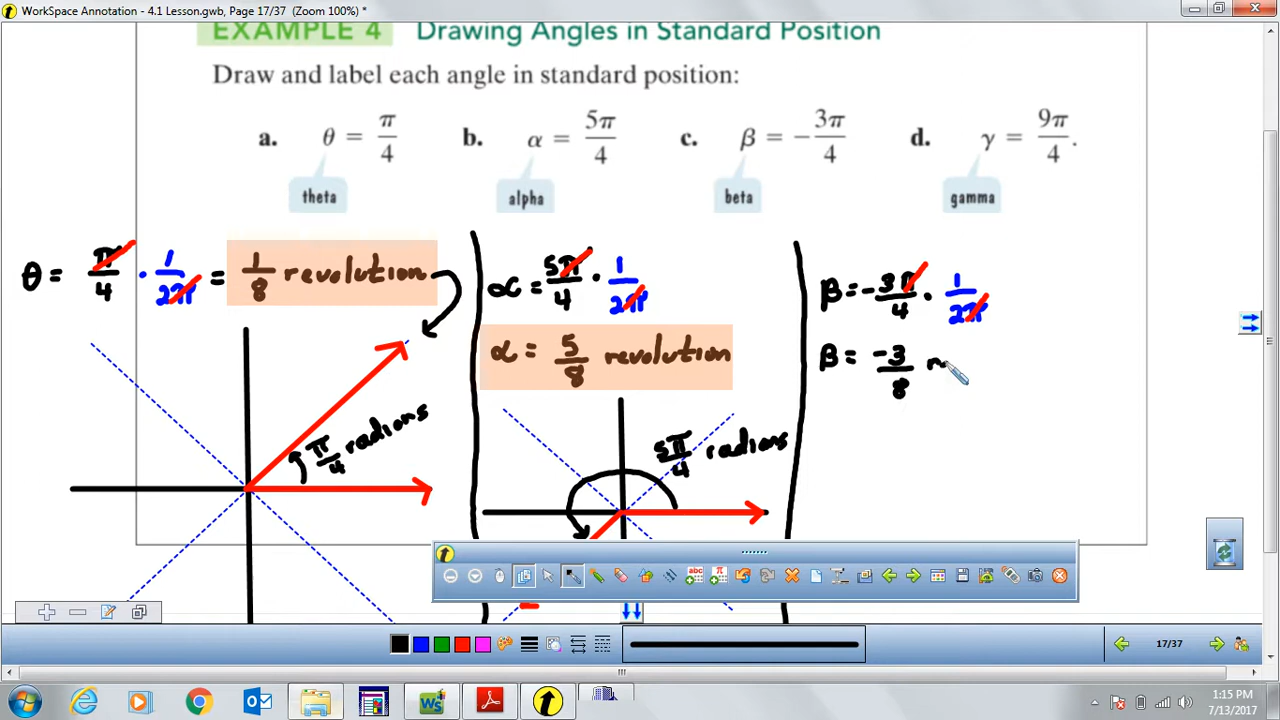 WorkSpace Annotation - 4.1 Lesson.gwb, Page 17/37 (Zoom 100%) *
EXAMPLE 4 Drawing Angles in Standard Position
Draw and label each angle in standard position:
a. θ = π/4 b. α = 5π/4 c. β = -3π/4 d. γ = 9π/4.
theta alpha beta gamma
θ = π/4 · 1/2π = 1/8 revolution
π/4 radians
α = 5π/4 · 1/2π
α = 5/8 revolution
5π/4 radians
β = -3π/4 · 1/2π
β = -3/8 r
abc
π
17/37
1:15 PM
7/13/2017